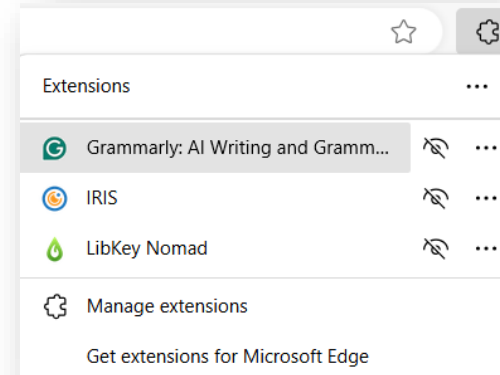 Extensions
Grammarly: AI Writing and Gramm...
IRIS
LibKey Nomad
Manage extensions
Get extensions for Microsoft Edge